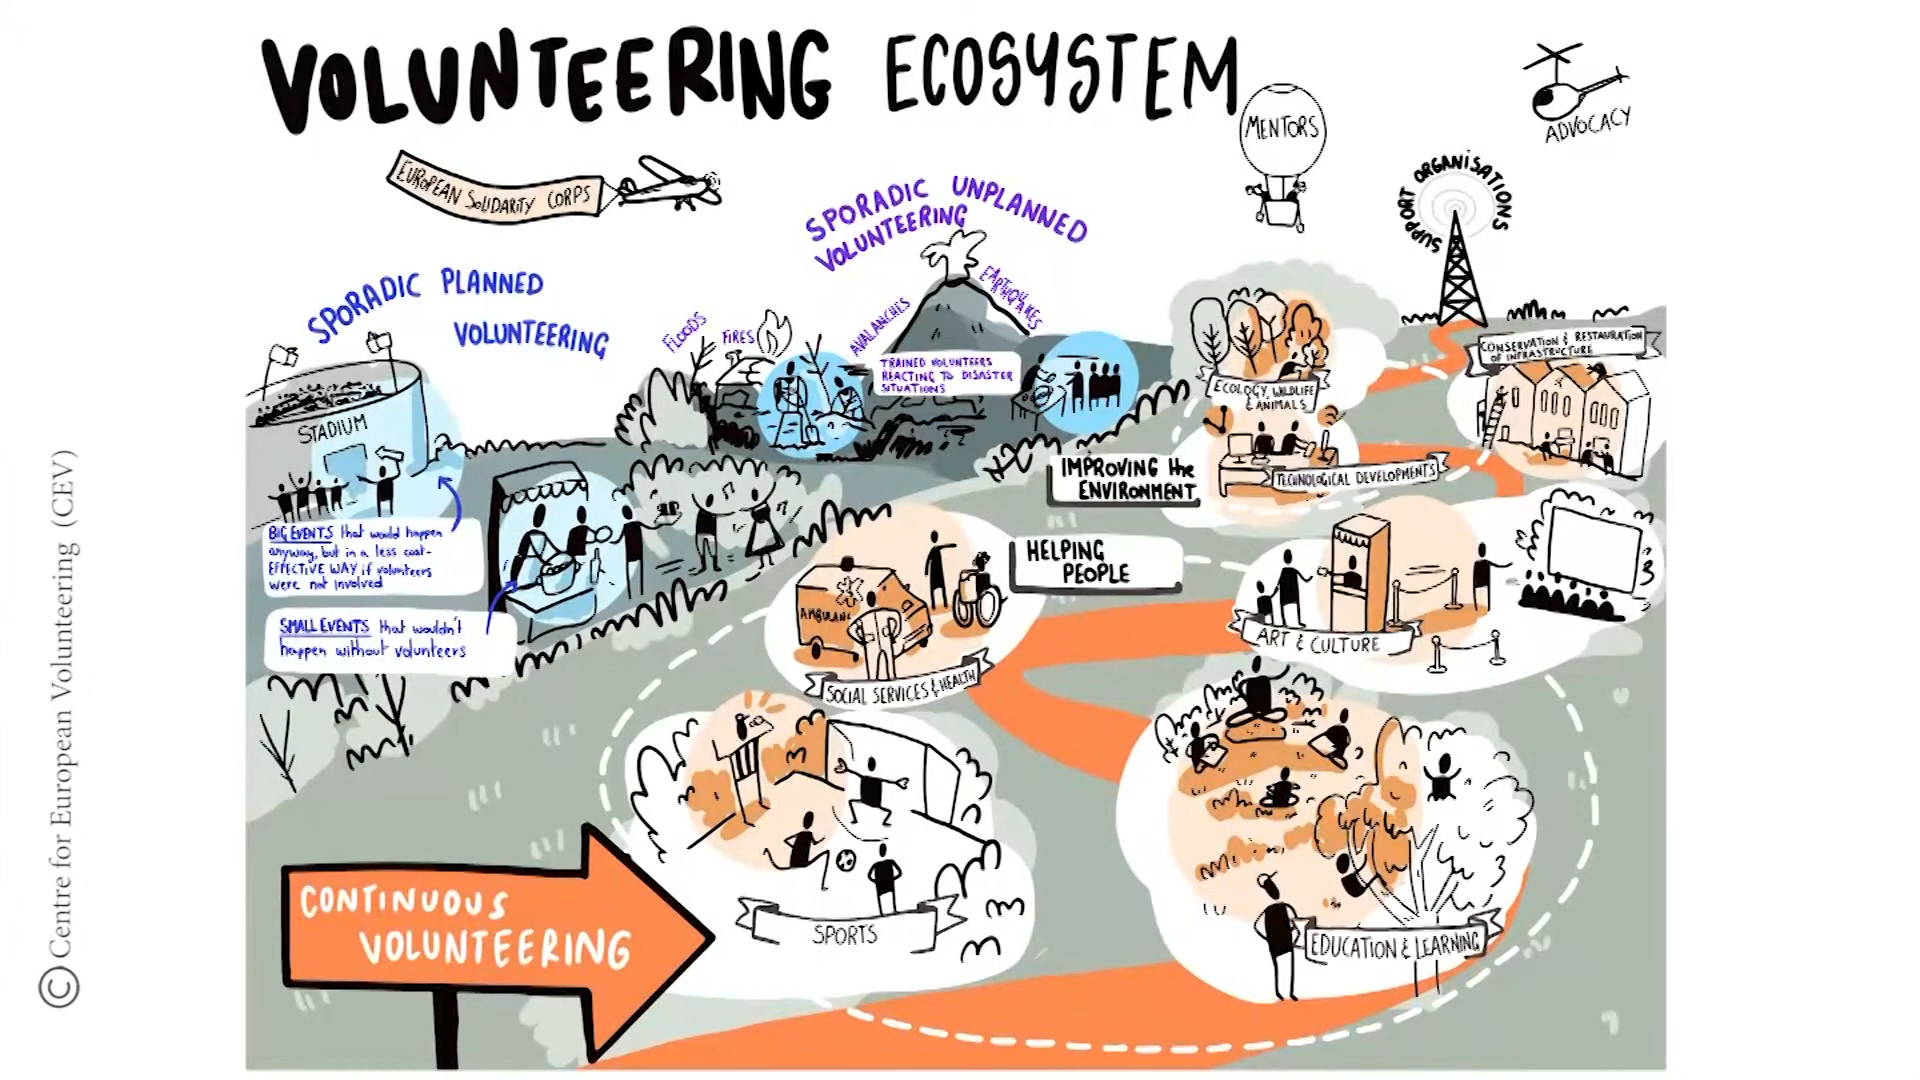 VOLUNTEERING ECOSYSTEM
MENTORS
ADVOCACY
EUROPEAN SOLIDARITY CORPS
SUPPORT ORGANISATIONS
SPORADIC UNPLANNED
VOLUNTEERING
SPORADIC PLANNED
VOLUNTEERING
FLOODS
FIRES
AVALANCHES
EARTHQUAKES
TRAINED VOLUNTEERS
REACTING TO DISASTER
SITUATIONS
STADIUM
BIG EVENTS that would happen
anyway, but in a less cost-
EFFECTIVE WAY if volunteers
were not involved
SMALL EVENTS that wouldn't
happen without volunteers
CONSERVATION & RESTAURATION
OF INFRASTRUCTURE
ECOLOGY, WILDLIFE
& ANIMALS
IMPROVING the
ENVIRONMENT
TECHNOLOGICAL DEVELOPMENTS
HELPING
PEOPLE
AMBULANC
SOCIAL SERVICES & HEALTH
ART & CULTURE
CONTINUOUS
VOLUNTEERING
SPORTS
EDUCATION & LEARNING
© Centre for European Volunteering (CEV)